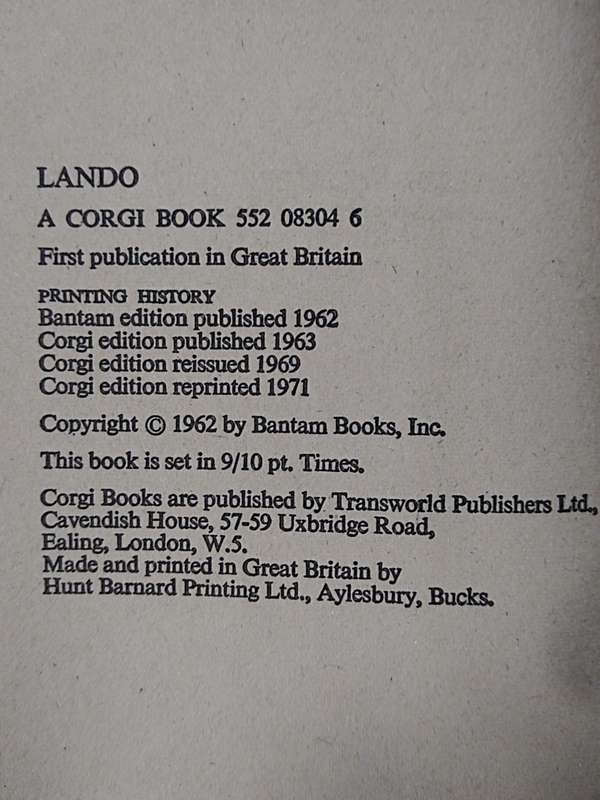 LANDO
A CORGI BOOK 552 08304 6
First publication in Great Britain
PRINTING HISTORY
Bantam edition published 1962
Corgi edition published 1963
Corgi edition reissued 1969
Corgi edition reprinted 1971
Copyright © 1962 by Bantam Books, Inc.
This book is set in 9/10 pt. Times.
Corgi Books are published by Transworld Publishers Ltd.,
Cavendish House, 57-59 Uxbridge Road,
Ealing, London, W.5.
Made and printed in Great Britain by
Hunt Barnard Printing Ltd., Aylesbury, Bucks.